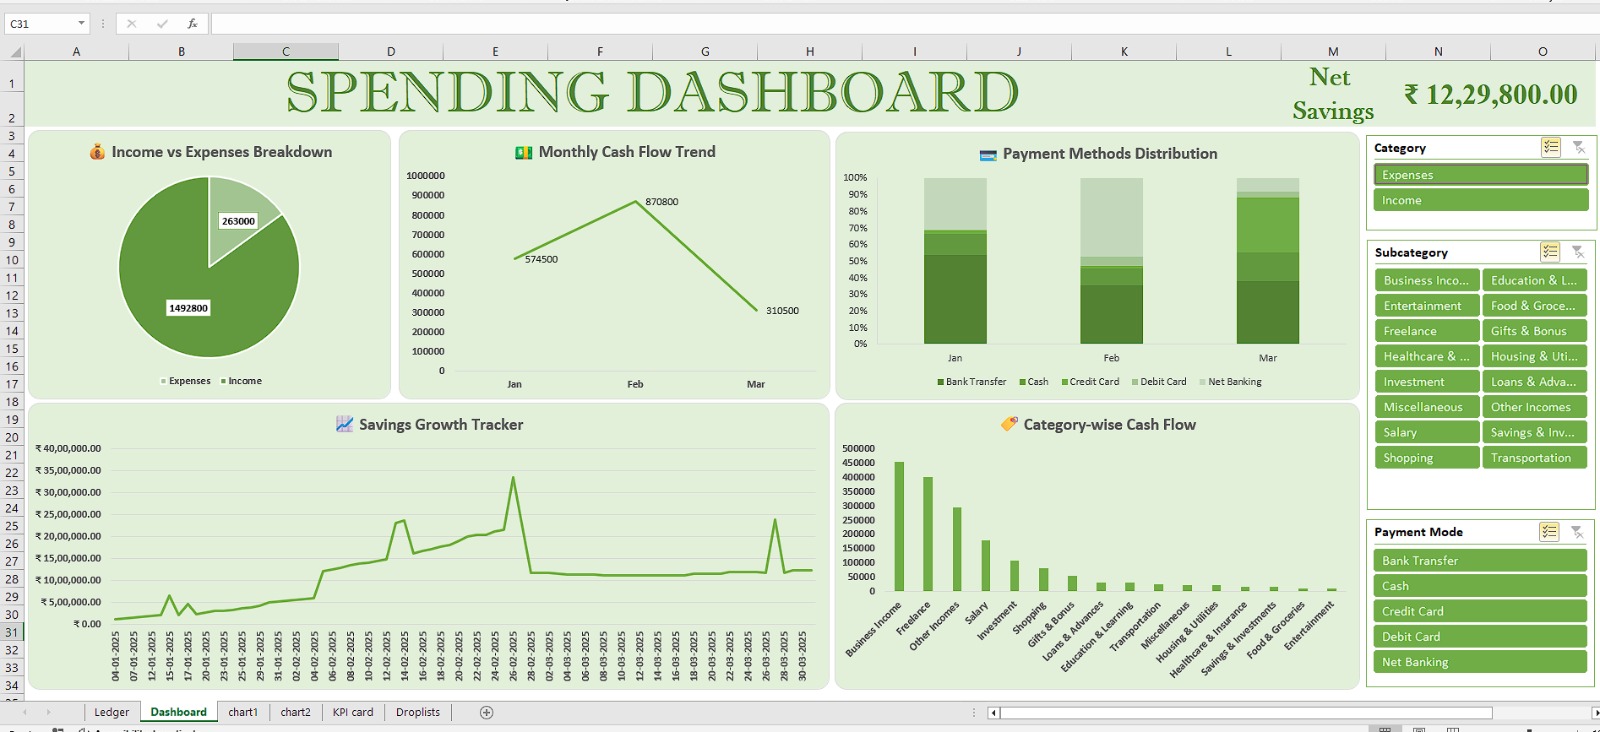 C31
fx
A B C D E F G H I J K L M N O
1
2
3
4
5
6
7
8
9
10
11
12
13
14
15
16
17
18
19
20
21
22
23
24
25
26
27
28
29
30
31
32
33
34
SPENDING DASHBOARD
Net
Savings
₹ 12,29,800.00
Income vs Expenses Breakdown
263000
1492800
Expenses Income
Monthly Cash Flow Trend
1000000
900000
800000
700000
600000
500000
400000
300000
200000
100000
0
870800
574500
310500
Jan Feb Mar
Payment Methods Distribution
100%
90%
80%
70%
60%
50%
40%
30%
20%
10%
0%
Jan Feb Mar
Bank Transfer Cash Credit Card Debit Card Net Banking
Category
Expenses
Income
Subcategory
Business Inco... Education & L...
Entertainment Food & Groce...
Freelance Gifts & Bonus
Healthcare & ... Housing & Uti...
Investment Loans & Adva...
Miscellaneous Other Incomes
Salary Savings & Inv...
Shopping Transportation
Payment Mode
Bank Transfer
Cash
Credit Card
Debit Card
Net Banking
Savings Growth Tracker
₹ 40,00,000.00
₹ 35,00,000.00
₹ 30,00,000.00
₹ 25,00,000.00
₹ 20,00,000.00
₹ 15,00,000.00
₹ 10,00,000.00
₹ 5,00,000.00
₹ 0.00
04-01-2025
07-01-2025
12-01-2025
15-01-2025
17-01-2025
20-01-2025
23-01-2025
25-01-2025
29-01-2025
31-01-2025
02-02-2025
04-02-2025
06-02-2025
08-02-2025
10-02-2025
12-02-2025
14-02-2025
16-02-2025
18-02-2025
20-02-2025
22-02-2025
24-02-2025
26-02-2025
28-02-2025
02-03-2025
04-03-2025
06-03-2025
08-03-2025
10-03-2025
12-03-2025
14-03-2025
16-03-2025
18-03-2025
20-03-2025
22-03-2025
24-03-2025
26-03-2025
28-03-2025
30-03-2025
Category-wise Cash Flow
500000
450000
400000
350000
300000
250000
200000
150000
100000
50000
0
Business Income
Freelance
Other Incomes
Salary
Investment
Shopping
Gifts & Bonus
Loans & Advances
Education & Learning
Transportation
Miscellaneous
Housing & Utilities
Healthcare & Insurance
Savings & Investments
Food & Groceries
Entertainment
Ledger Dashboard chart1 chart2 KPI card Droplists